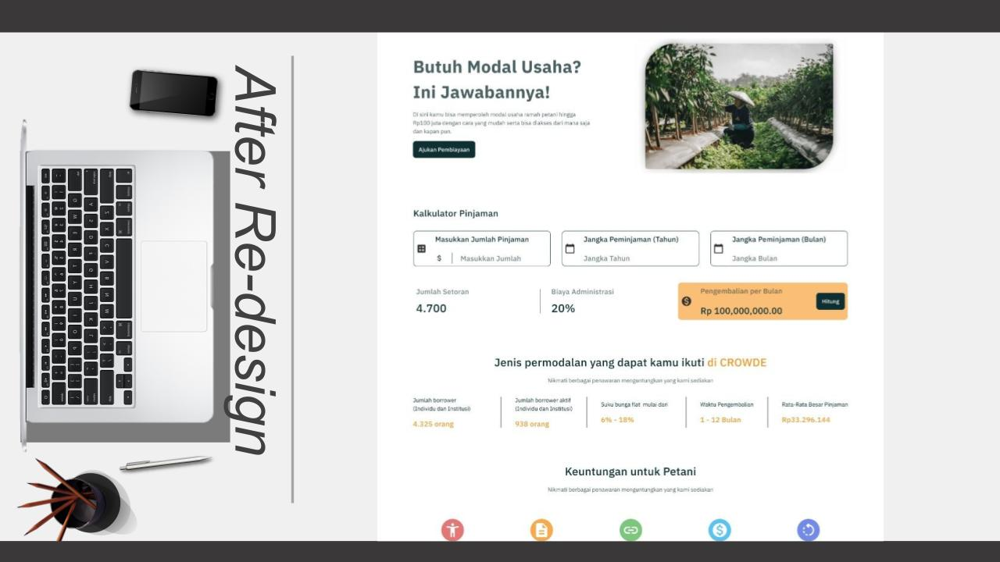 After Re-design
Butuh Modal Usaha?
Ini Jawabannya!
Di sini kamu bisa memperoleh modal usaha ramah petani hingga
Rp100 juta dengan cara yang mudah serta bisa diakses dari mana saja
dan kapan pun.
Ajukan Pembiayaan
Kalkulator Pinjaman
Masukkan Jumlah Pinjaman
$ Masukkan Jumlah
Jangka Peminjaman (Tahun)
Jangka Tahun
Jangka Peminjaman (Bulan)
Jangka Bulan
Jumlah Setoran
4.700
Biaya Administrasi
20%
Pengembalian per Bulan
Rp 100,000,000.00
Hitung
Jenis permodalan yang dapat kamu ikuti di CROWDE
Nikmati berbagai penawaran menguntungkan yang kami sediakan
Jumlah borrower
(Individu dan Institusi)
4.325 orang
Jumlah borrower aktif
(Individu dan Institusi)
938 orang
Suku bunga flat mulai dari
6% - 18%
Waktu Pengembalian
1 - 12 Bulan
Rata-Rata Besar Pinjaman
Rp33.296.144
Keuntungan untuk Petani
Nikmati berbagai penawaran menguntungkan yang kami sediakan